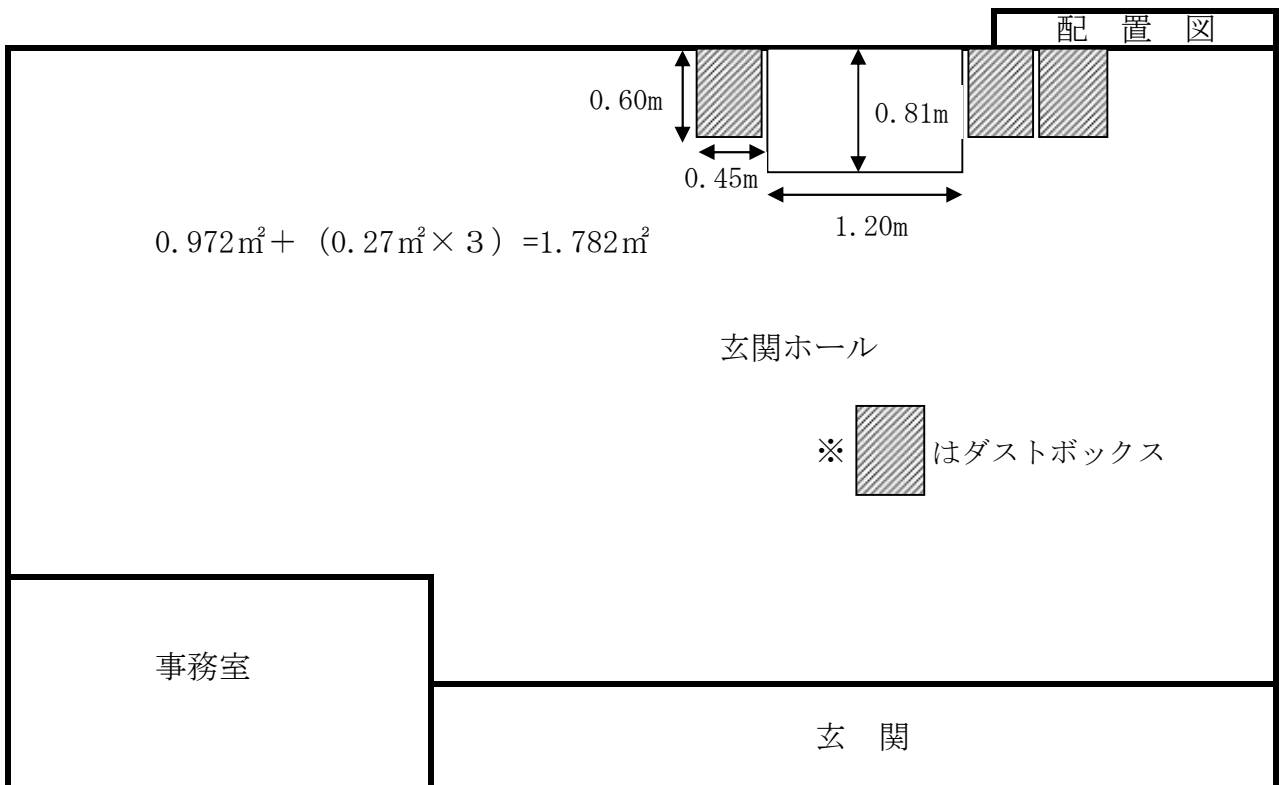 配　置　図
0.60m
0.81m
0.45m
1.20m
0.972㎡＋（0.27㎡×３）=1.782㎡
玄関ホール
※　はダストボックス
事務室
玄　関